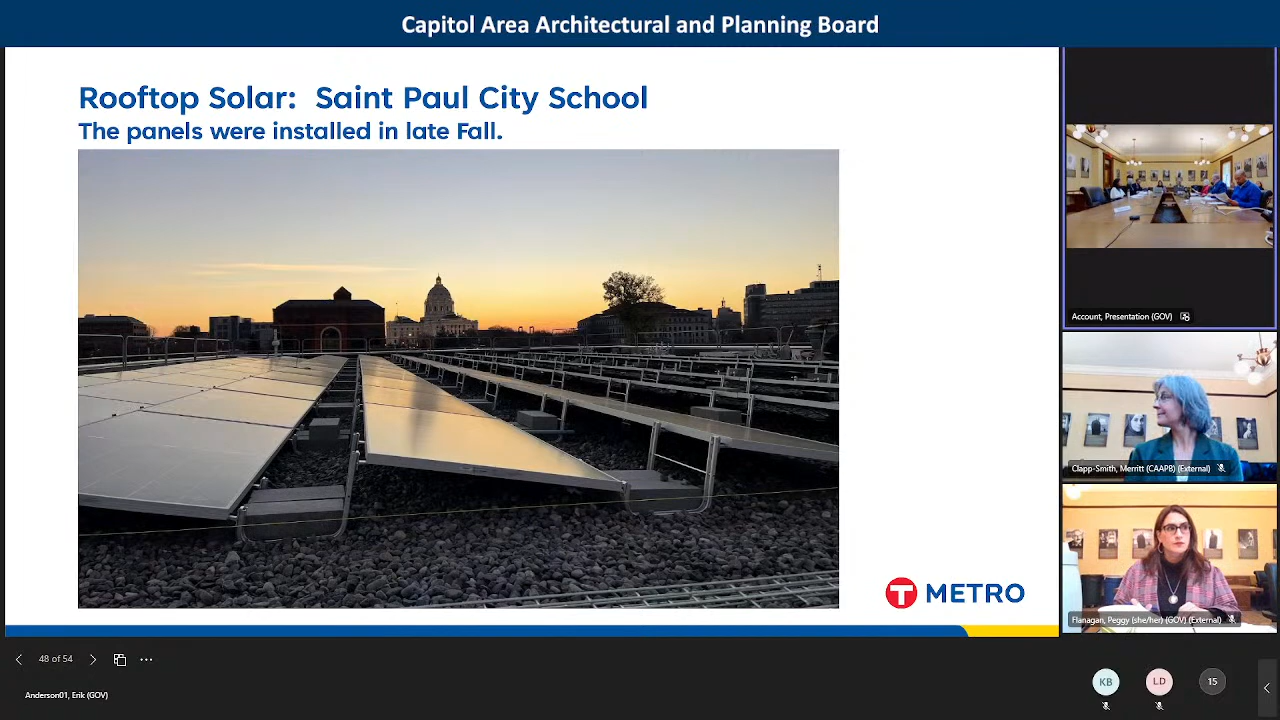 Capitol Area Architectural and Planning Board
Rooftop Solar: Saint Paul City School
The panels were installed in late Fall.
T METRO
Account, Presentation (GOV)
Clapp-Smith, Merritt (CAAPB) (External)
Flanagan, Peggy (she/her) (GOV) (External)
48 of 54
KB
LD
15
Anderson01, Erik (GOV)